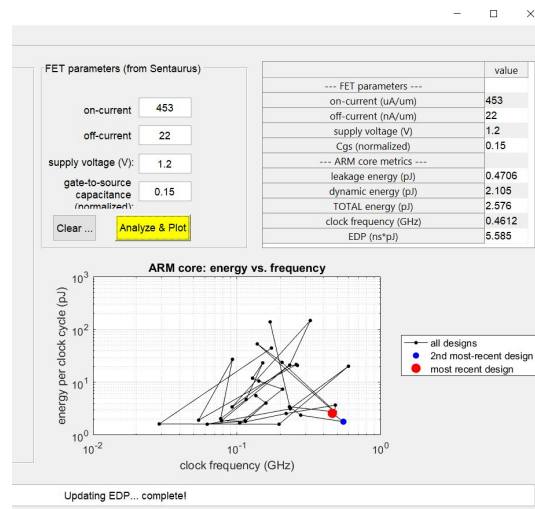 FET parameters (from Sentaurus)
on-current 453
off-current 22
supply voltage (V): 1.2
gate-to-source
capacitance 0.15
(normalized):
Clear ... Analyze & Plot
value
--- FET parameters ---
on-current (uA/um) 453
off-current (nA/um) 22
supply voltage (V) 1.2
Cgs (normalized) 0.15
--- ARM core metrics ---
leakage energy (pJ) 0.4706
dynamic energy (pJ) 2.105
TOTAL energy (pJ) 2.576
clock frequency (GHz) 0.4612
EDP (ns*pJ) 5.585
ARM core: energy vs. frequency
energy per clock cycle (pJ)
10³
10²
10¹
10⁰
10⁻² 10⁻¹ 10⁰
clock frequency (GHz)
all designs
2nd most-recent design
most recent design
Updating EDP... complete!